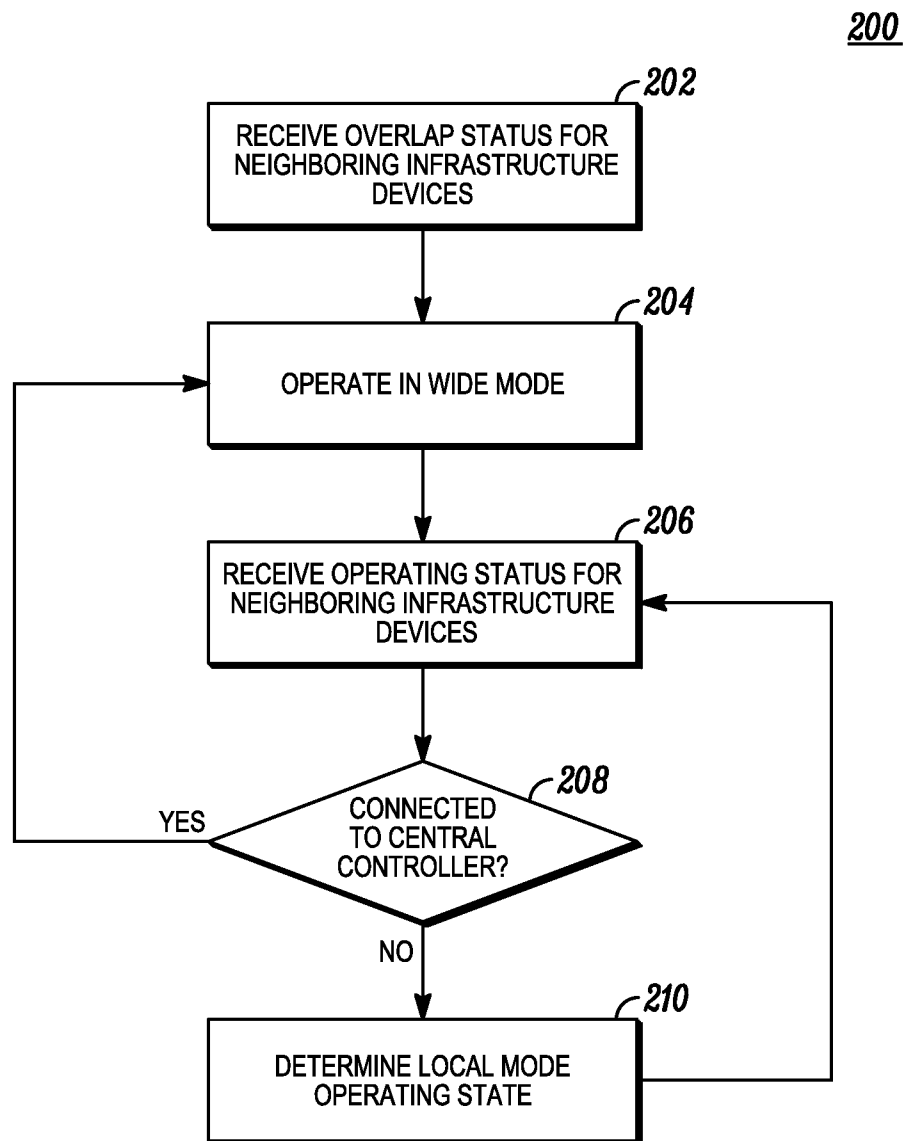 200
202
RECEIVE OVERLAP STATUS FOR
NEIGHBORING INFRASTRUCTURE
DEVICES
204
OPERATE IN WIDE MODE
206
RECEIVE OPERATING STATUS FOR
NEIGHBORING INFRASTRUCTURE
DEVICES
208
CONNECTED
TO CENTRAL
CONTROLLER?
YES
NO
210
DETERMINE LOCAL MODE
OPERATING STATE